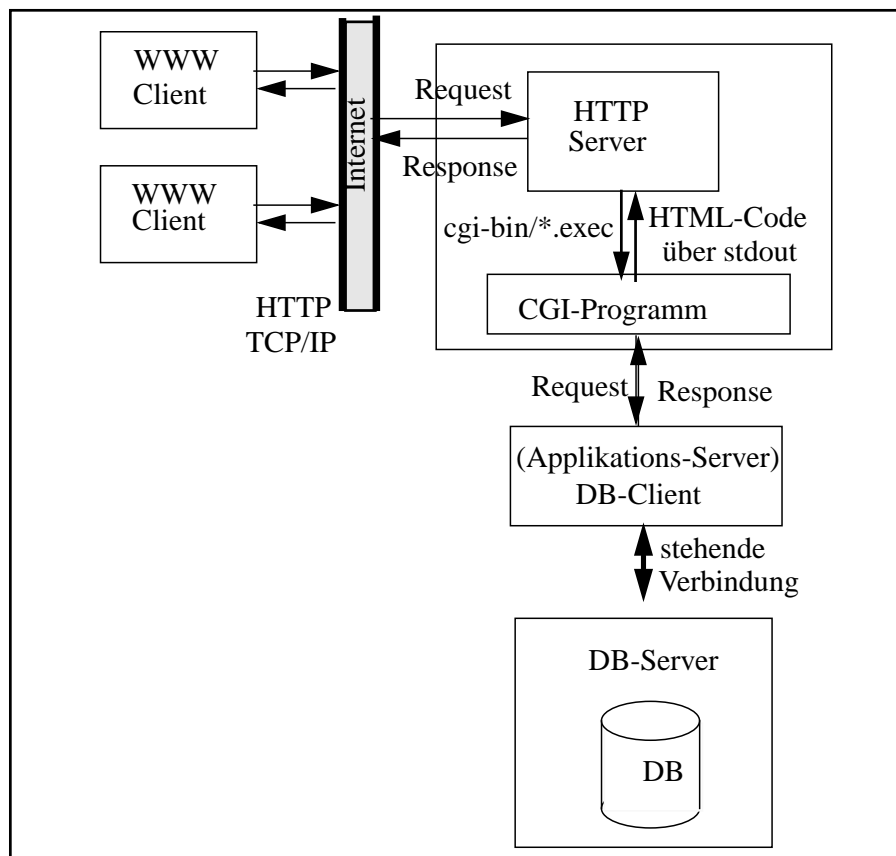 WWW
Client
WWW
Client
Internet
HTTP
TCP/IP
Request
Response
HTTP
Server
cgi-bin/*.exec
HTML-Code
über stdout
CGI-Programm
Request
Response
(Applikations-Server)
DB-Client
stehende
Verbindung
DB-Server
DB